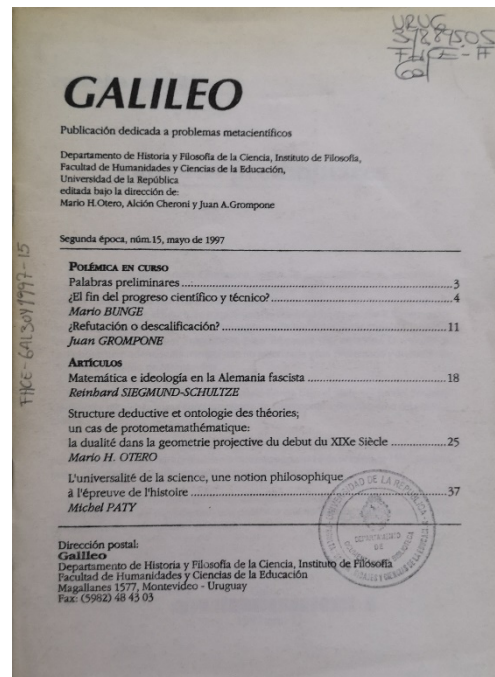 URUG
GALILEO
Publicación dedicada a problemas metacientíficos
Departamento de Historia y Filosofía de la Ciencia, Instituto de Filosofía,
Facultad de Humanidades y Ciencias de la Educación,
Universidad de la República
editada bajo la dirección de:
Mario H.Otero, Alción Cheroni y Juan A.Grompone
Segunda época, núm.15, mayo de 1997
POLÉMICA EN CURSO
Palabras preliminares ... 3
¿El fin del progreso científico y técnico? ... 4
Mario BUNGE
¿Refutación o descalificación? ... 11
Juan GROMPONE
ARTÍCULOS
Matemática e ideología en la Alemania fascista ... 18
Reinhard SIEGMUND-SCHULTZE
Structure deductive et ontologie des théories;
un cas de protometamathématique:
la dualité dans la geometrie projective du debut du XIXe Siècle ... 25
Mario H. OTERO
L'universalité de la science, une notion philosophique
à l'épreuve de l'histoire ... 37
Michel PATY
Dirección postal:
Galileo
Departamento de Historia y Filosofía de la Ciencia, Instituto de Filosofía
Facultad de Humanidades y Ciencias de la Educación
Magallanes 1577, Montevideo - Uruguay
Fax: (5982) 48 43 03